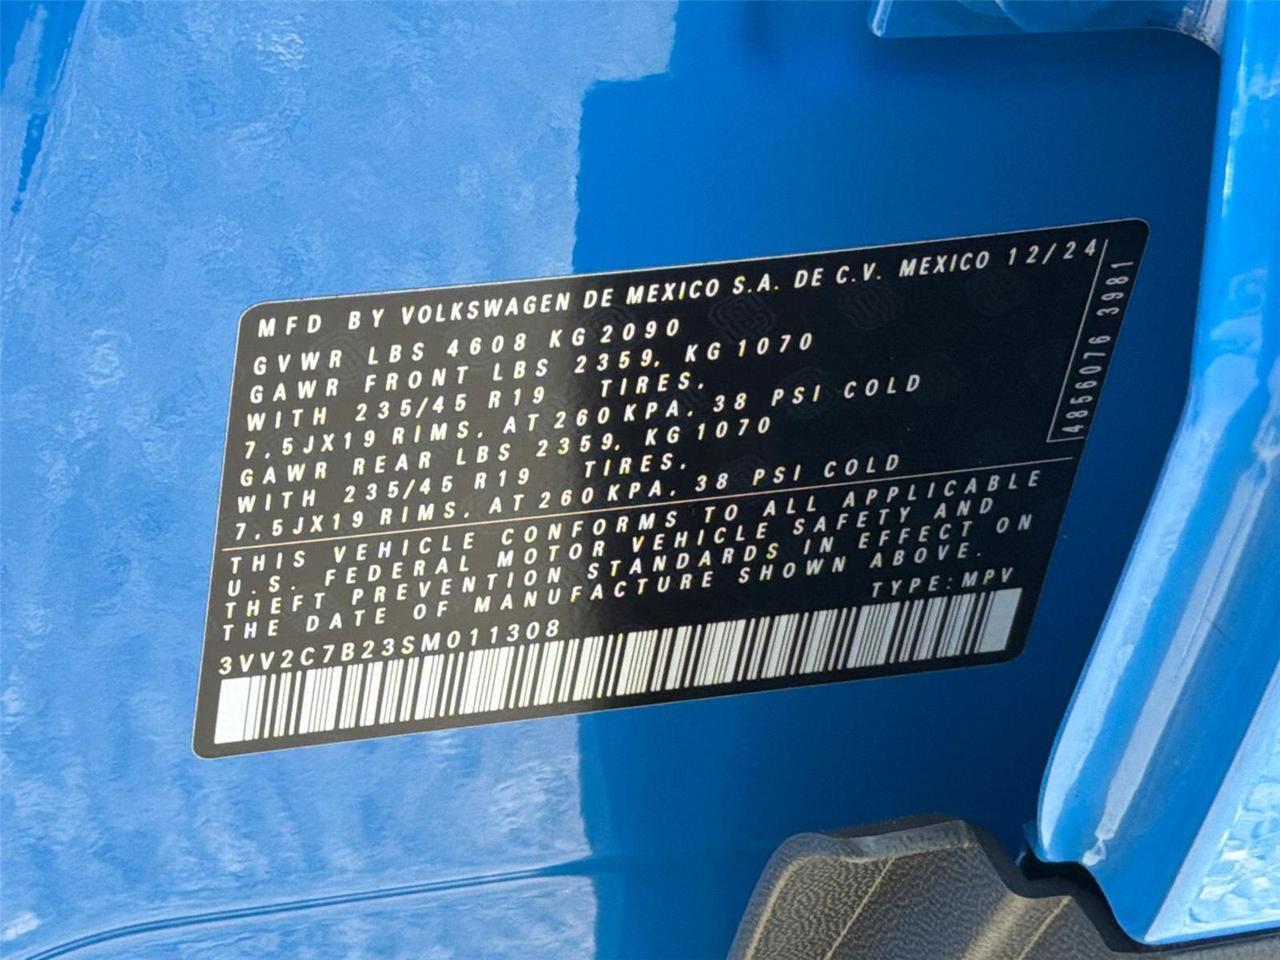 MFD BY VOLKSWAGEN DE MEXICO S.A. DE C.V. MEXICO 12/24
GVWR LBS 4608 KG 2090
GAWR FRONT LBS 2359, KG 1070
WITH 235/45 R19 TIRES,
7.5JX19 RIMS, AT 260 KPA, 38 PSI COLD
GAWR REAR LBS 2359, KG 1070
WITH 235/45 R19 TIRES,
7.5JX19 RIMS, AT 260 KPA, 38 PSI COLD
THIS VEHICLE CONFORMS TO ALL APPLICABLE
U.S. FEDERAL MOTOR VEHICLE SAFETY AND
THEFT PREVENTION STANDARDS IN EFFECT ON
THE DATE OF MANUFACTURE SHOWN ABOVE.
TYPE: MPV
3VV2C7B23SM011308
4856076 3981